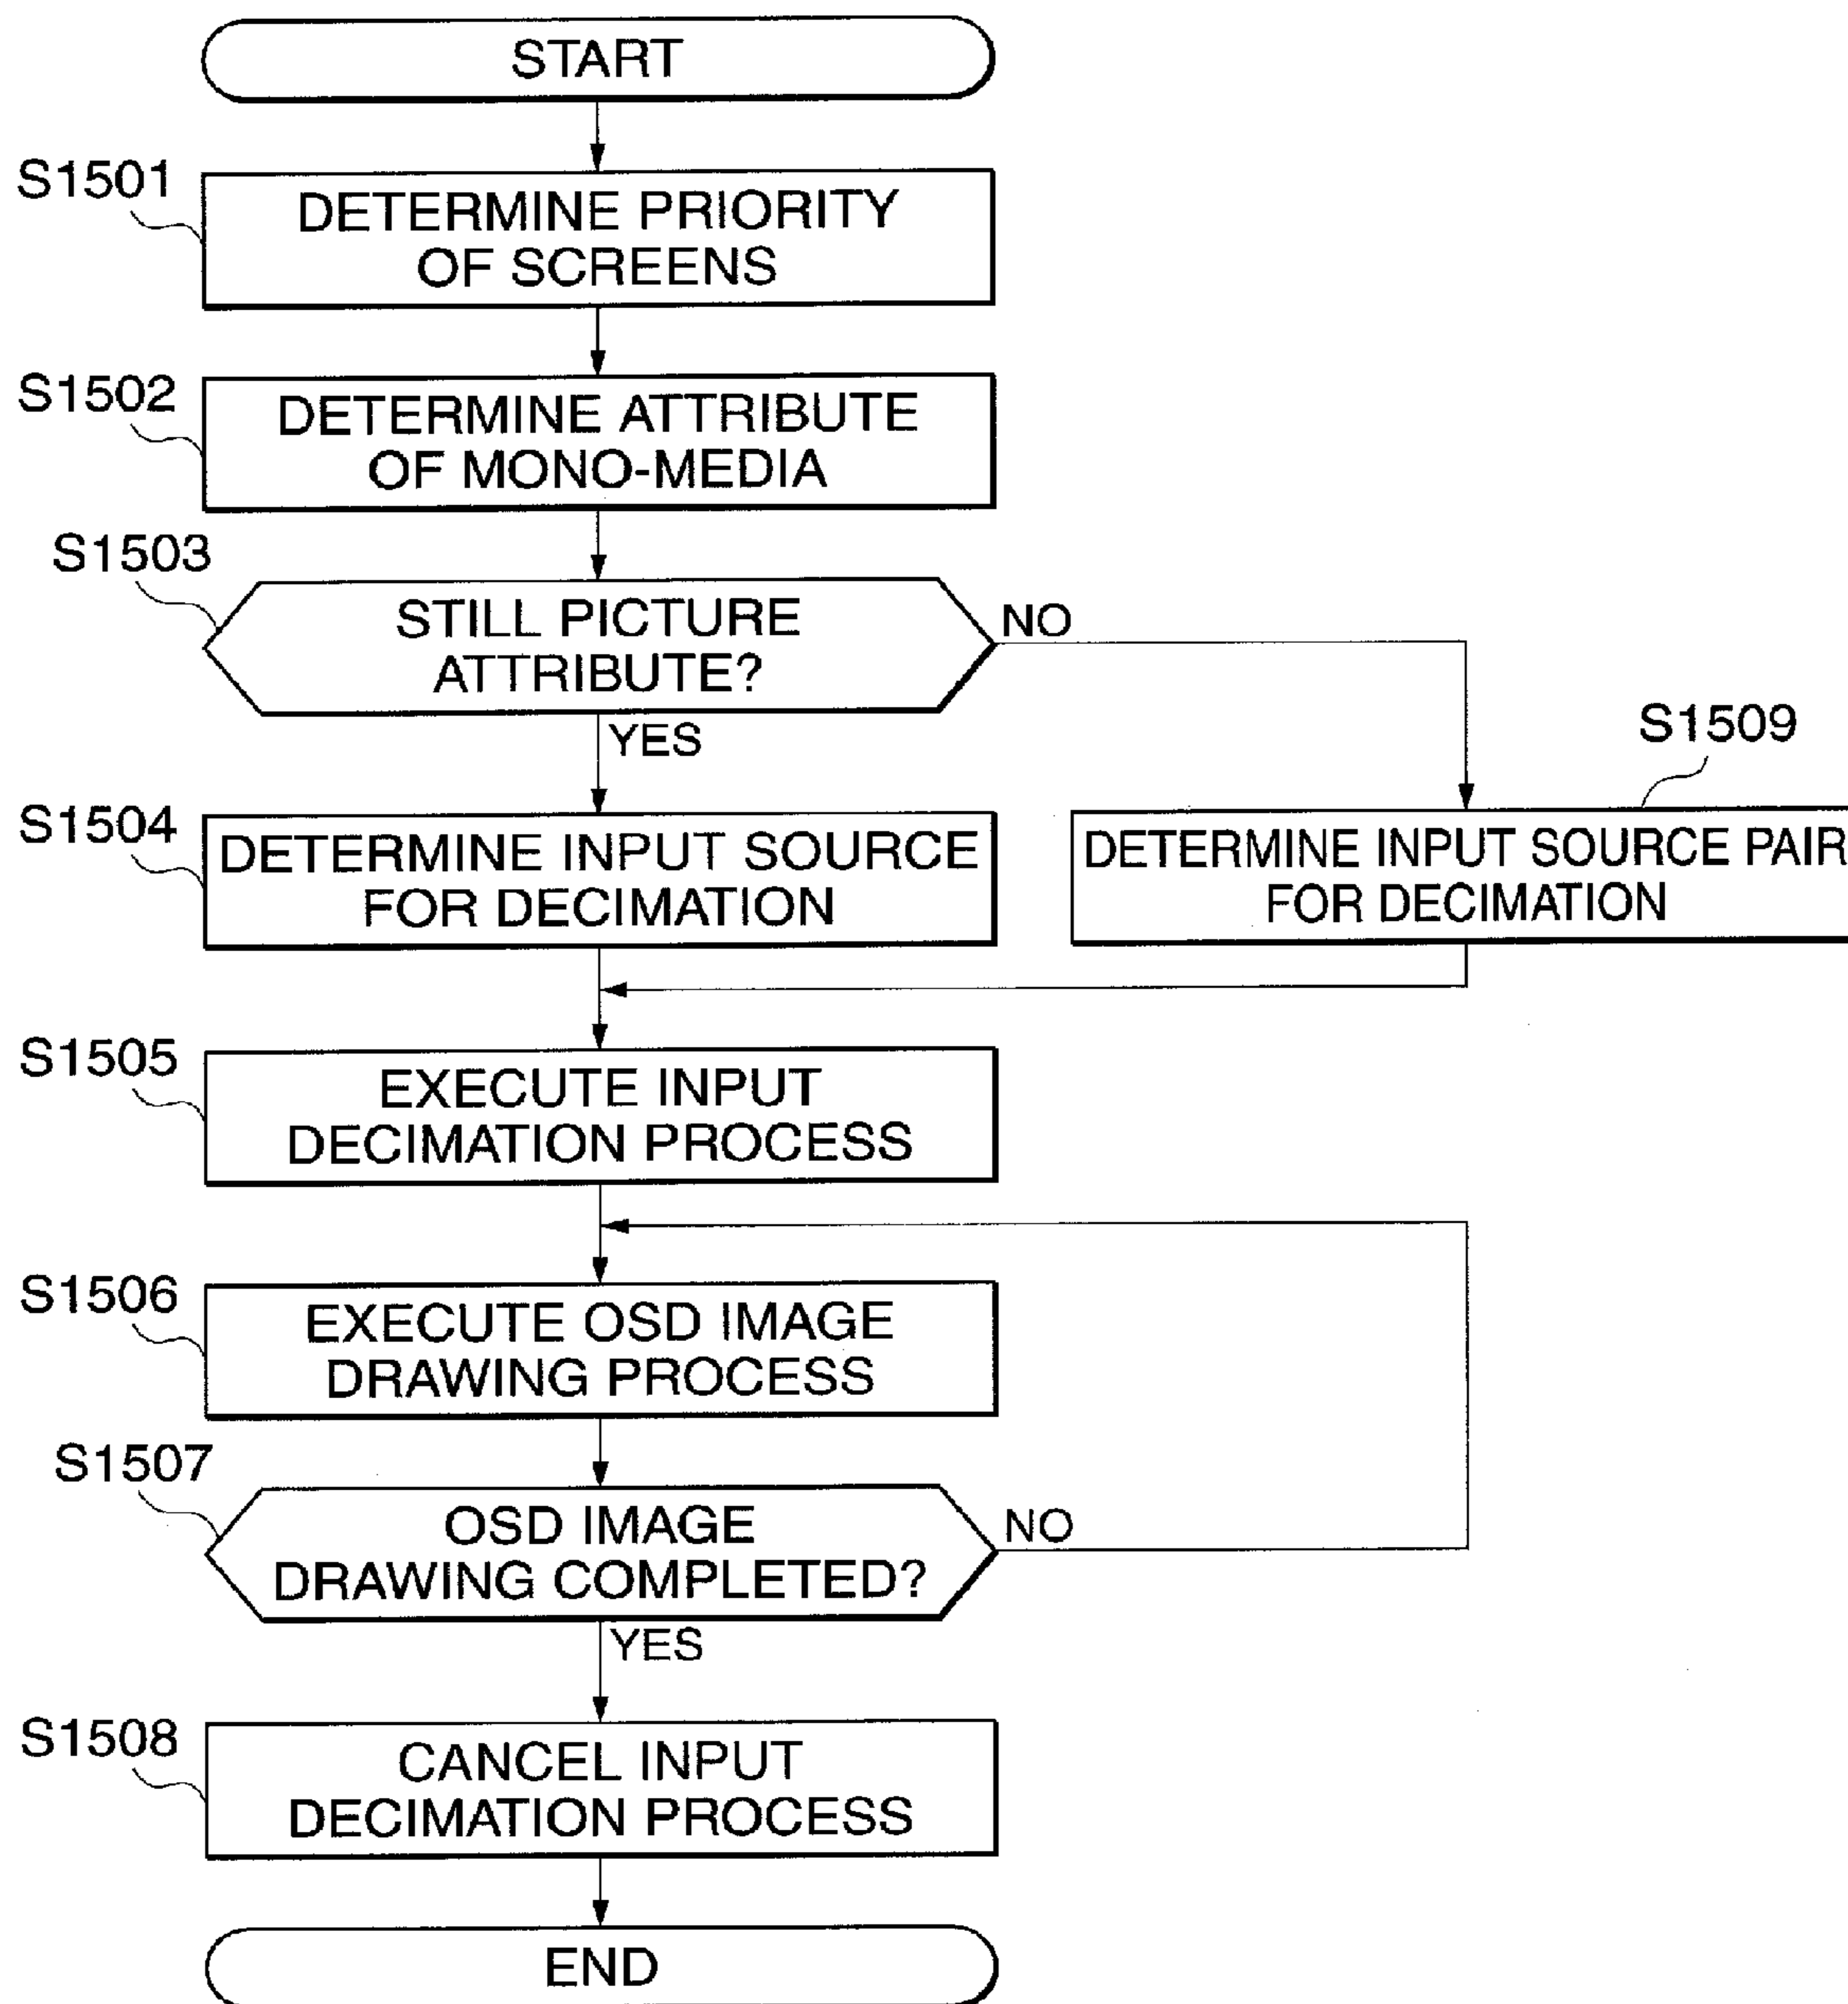 START
S1501
DETERMINE PRIORITY
OF SCREENS
S1502
DETERMINE ATTRIBUTE
OF MONO-MEDIA
S1503
STILL PICTURE
ATTRIBUTE?
NO
YES
S1509
S1504
DETERMINE INPUT SOURCE
FOR DECIMATION
DETERMINE INPUT SOURCE PAIR
FOR DECIMATION
S1505
EXECUTE INPUT
DECIMATION PROCESS
S1506
EXECUTE OSD IMAGE
DRAWING PROCESS
S1507
OSD IMAGE
DRAWING COMPLETED?
NO
YES
S1508
CANCEL INPUT
DECIMATION PROCESS
END